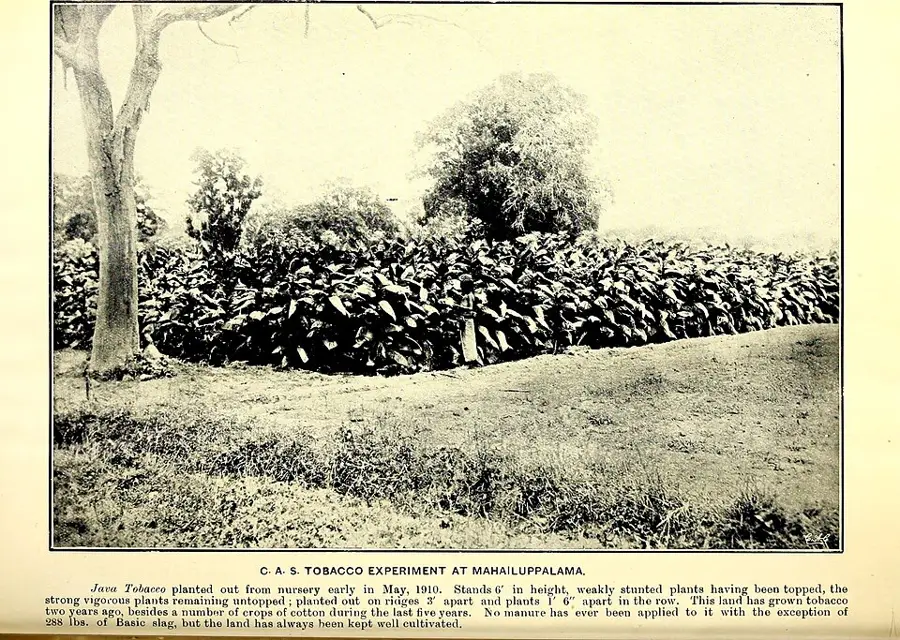 C. A. S. TOBACCO EXPERIMENT AT MAHAILUPPALAMA.
Java Tobacco planted out from nursery early in May, 1910. Stands 6′ in height, weakly stunted plants having been topped, the
strong vigorous plants remaining untopped ; planted out on ridges 3′ apart and plants 1′ 6″ apart in the row. This land has grown tobacco
two years ago, besides a number of crops of cotton during the last five years. No manure has ever been applied to it with the exception of
288 lbs. of Basic slag, but the land has always been kept well cultivated.